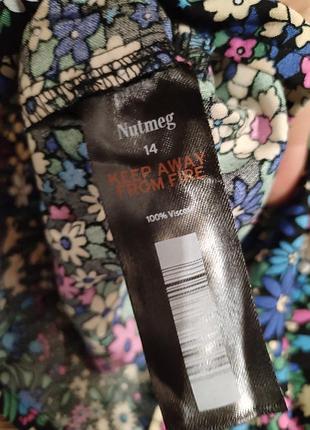 Nutmeg
14
KEEP AWAY
FROM FIRE
100% Viscose